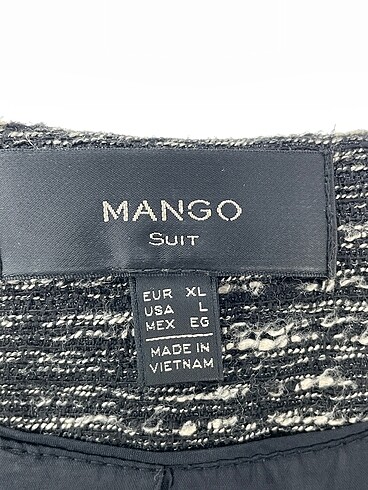 MANGO
SUIT
EUR XL
USA L
MEX EG
MADE IN
VIETNAM